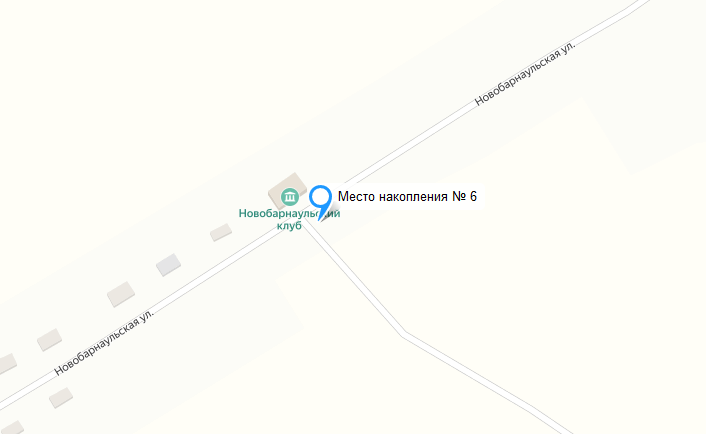 Новобарнаульская ул.
Место накопления № 6
Новобарнаульский
клуб
Новобарнаульская ул.